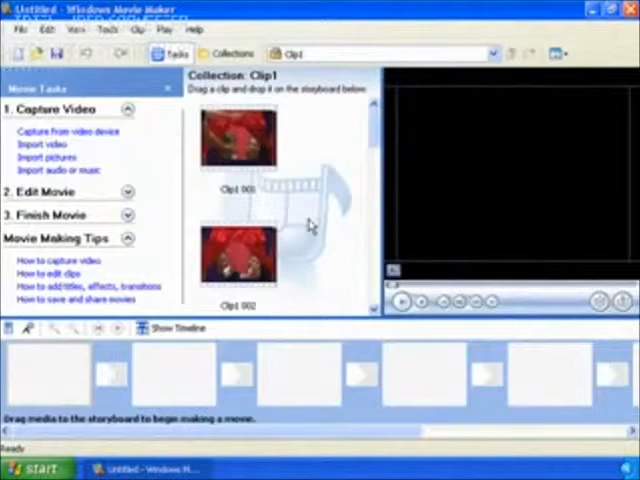 Untitled - Windows Movie Maker
File Edit View Tools Clip Play Help
Tasks Collections Clip1
Movie Tasks
Collection: Clip1
Drag a clip and drop it on the storyboard below.
1. Capture Video
Capture from video device
Import video
Import pictures
Import audio or music
Clip1 001
2. Edit Movie
3. Finish Movie
Movie Making Tips
How to capture video
How to edit clips
How to add titles, effects, transitions
How to save and share movies
Clip1 002
Show Timeline
Drag media to the storyboard to begin making a movie.
Ready
start
Untitled - Windows M...